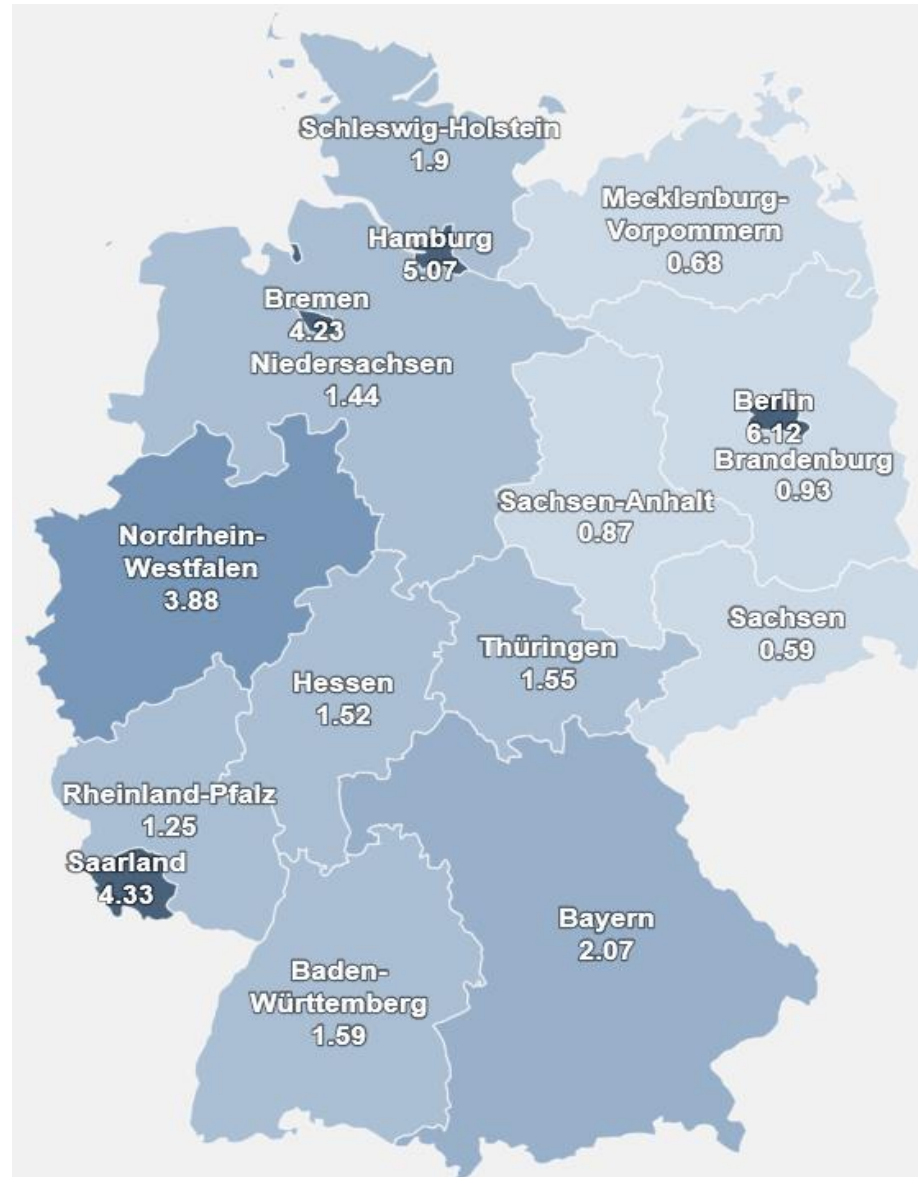 Schleswig-Holstein
1.9
Mecklenburg-
Vorpommern
0.68
Hamburg
5.07
Bremen
4.23
Niedersachsen
1.44
Berlin
6.12
Brandenburg
0.93
Sachsen-Anhalt
0.87
Nordrhein-
Westfalen
3.88
Sachsen
0.59
Thüringen
1.55
Hessen
1.52
Rheinland-Pfalz
1.25
Saarland
4.33
Bayern
2.07
Baden-
Württemberg
1.59